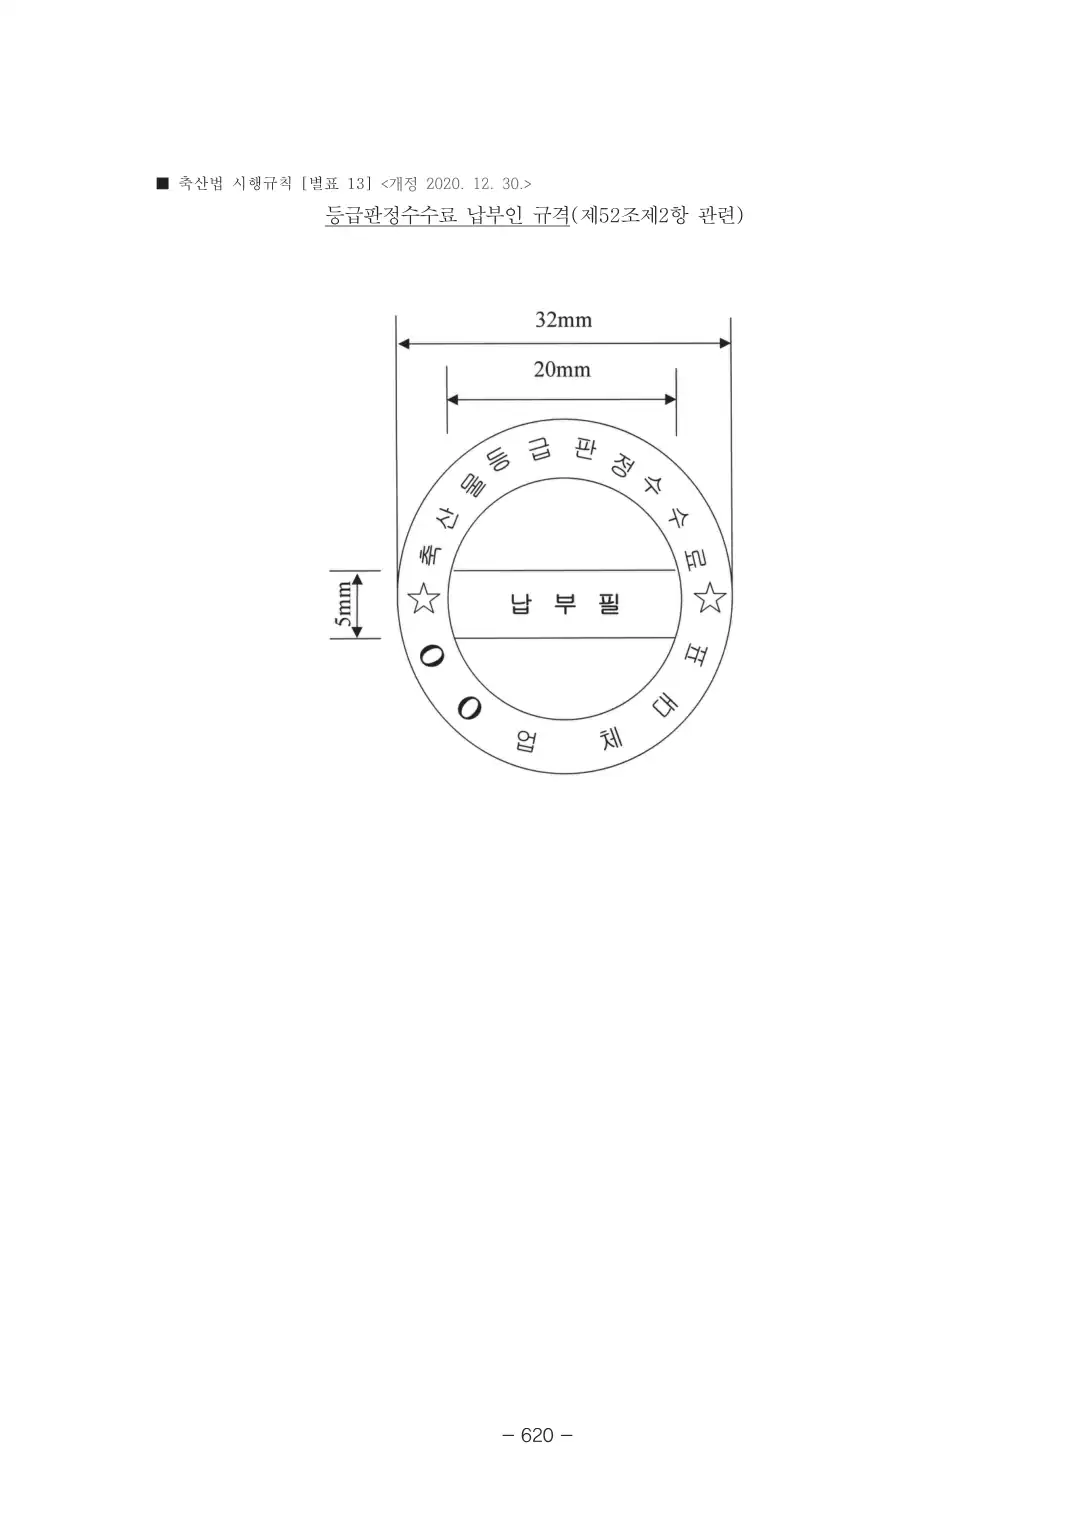 ■ 축산법 시행규칙 [별표 13] <개정 2020. 12. 30.>
등급판정수수료 납부인 규격(제52조제2항 관련)
32mm
20mm
축산물등급판정수수료
5mm
☆ 납 부 필 ☆
O O 업 체 대 표
- 620 -